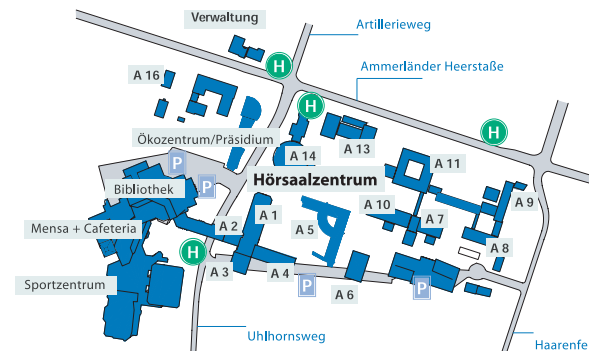 Verwaltung
Artillerieweg
H
Ammerländer Heerstaße
A 16
H
H
Ökozentrum/Präsidium
A 13
A 14
A 11
P
Hörsaalzentrum
Bibliothek
P
A 9
A 10
A 1
A 7
A 2
A 5
Mensa + Cafeteria
A 8
H
A 3
A 4
Sportzentrum
P
A 6
P
Uhlhornsweg
Haarenfe